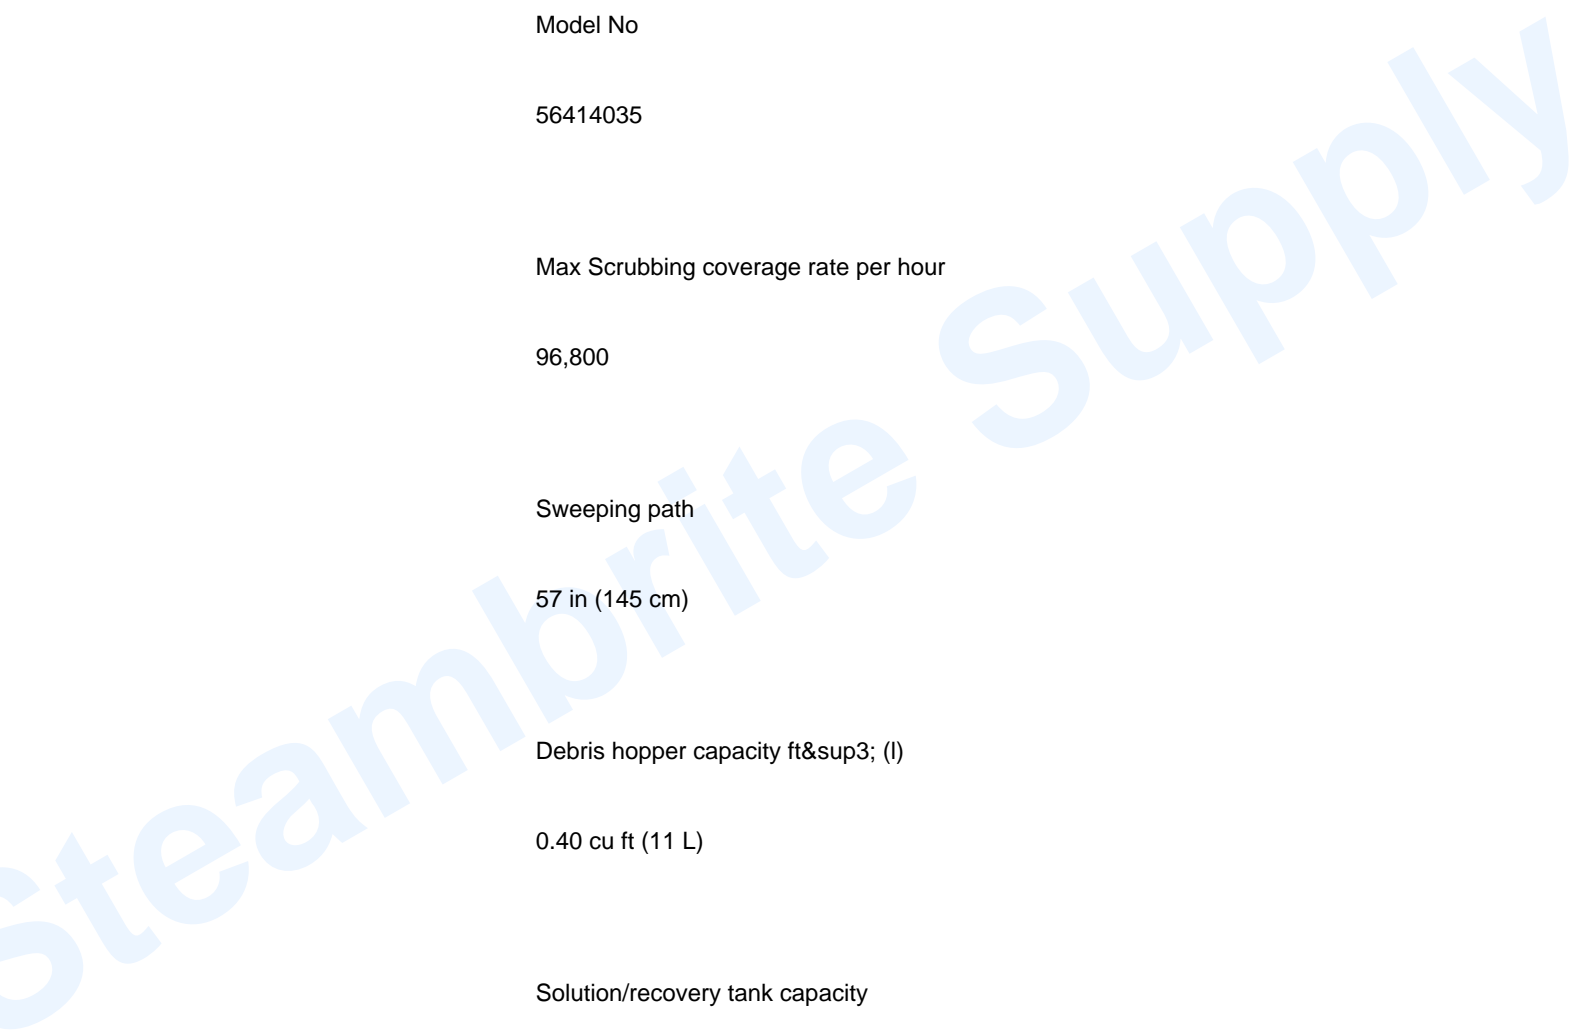 Model No
56414035
Max Scrubbing coverage rate per hour
96,800
Sweeping path
57 in (145 cm)
Debris hopper capacity ft&sup3; (l)
0.40 cu ft (11 L)
Solution/recovery tank capacity
Steambrite Supply